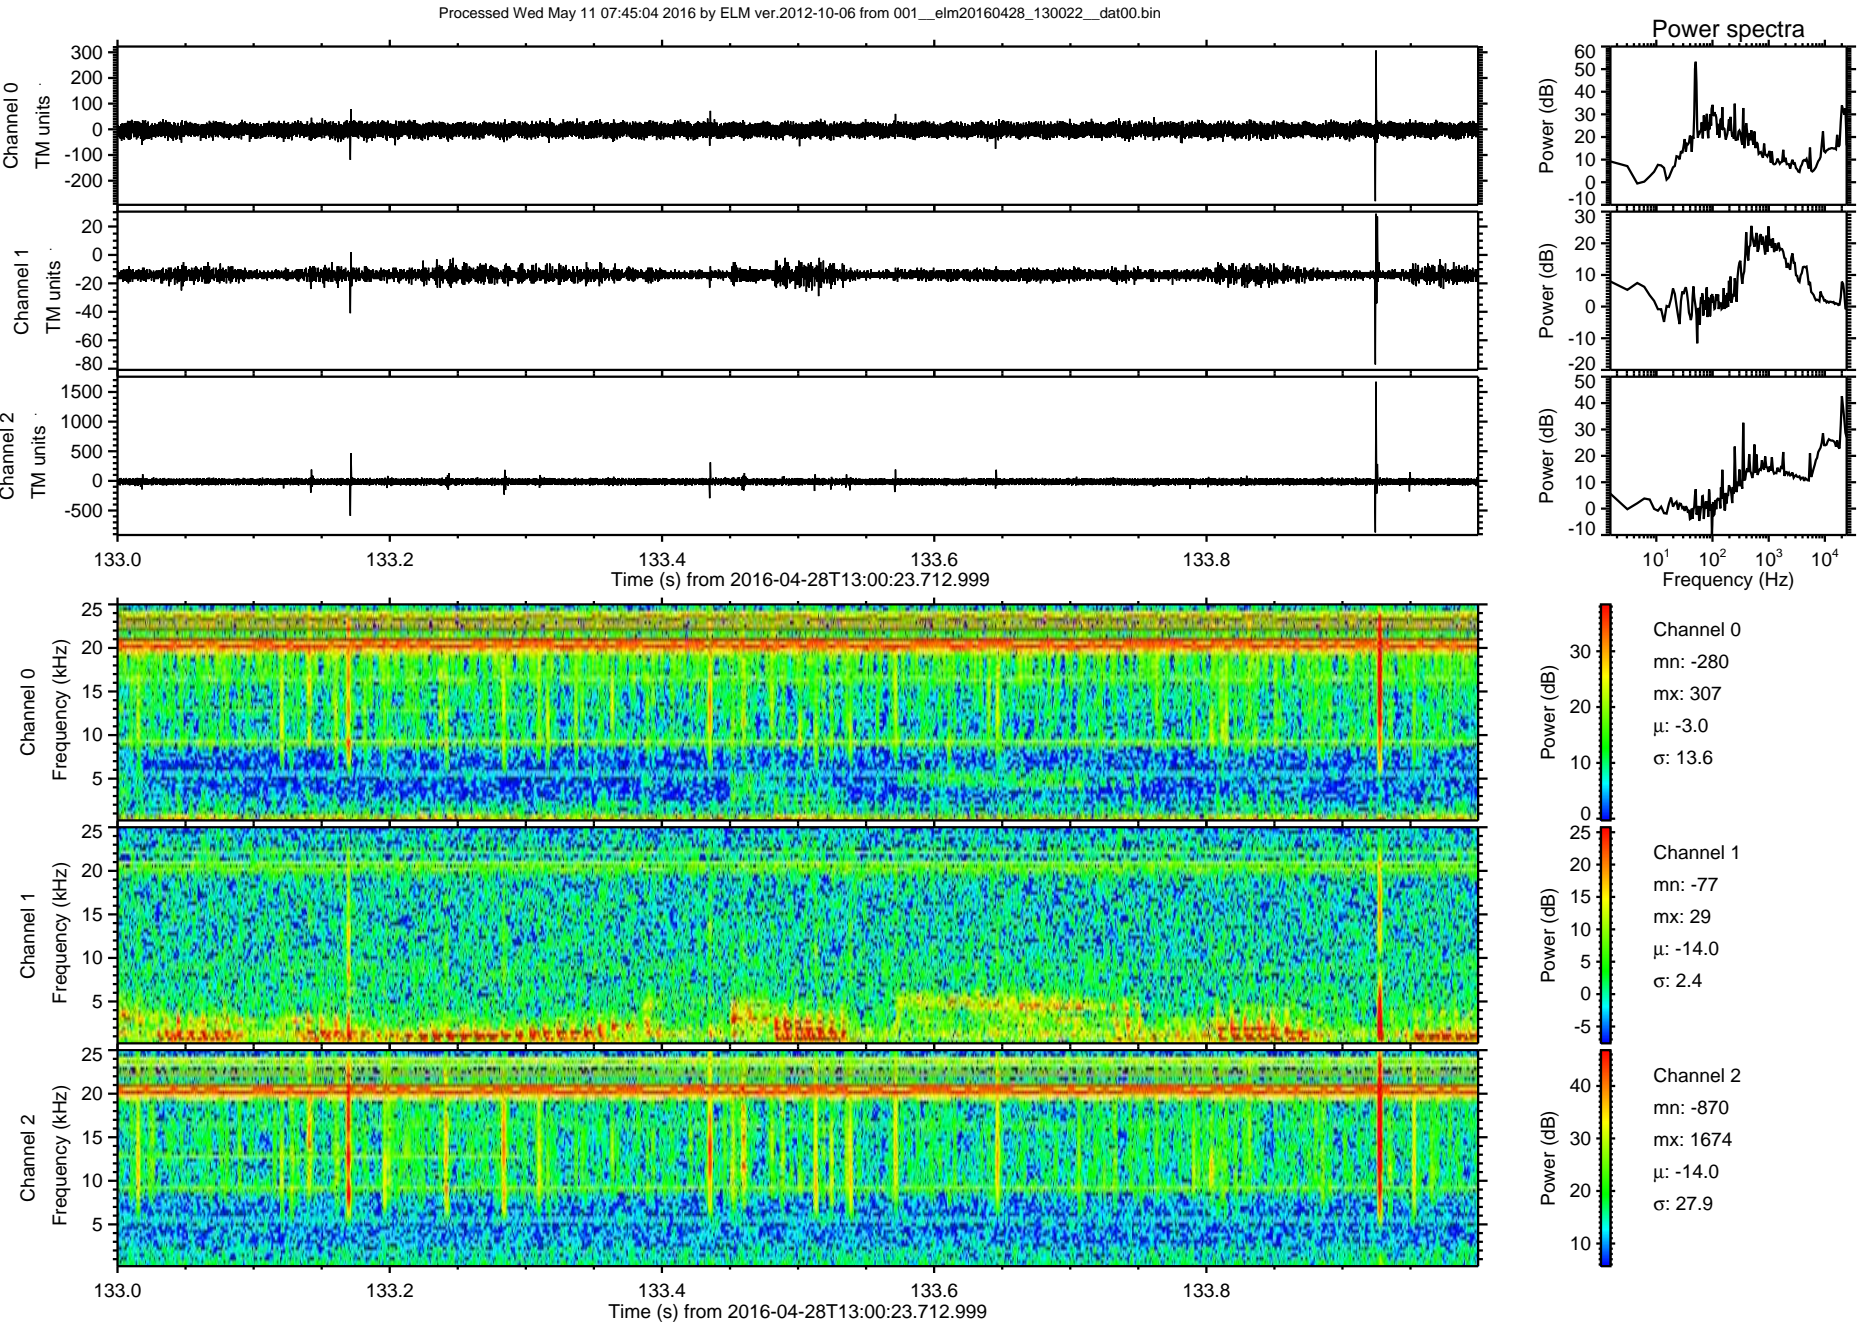 Processed Wed May 11 07:45:04 2016 by ELM ver.2012-10-06 from 001__elm20160428_130022__dat00.bin
Power spectra
Channel 0
TM units
300
200
100
0
-100
-200
Power (dB)
60
50
40
30
20
10
0
-10
Channel 1
TM units
20
0
-20
-40
-60
-80
Power (dB)
30
20
10
0
-10
-20
Channel 2
TM units
1500
1000
500
0
-500
Power (dB)
50
40
30
20
10
0
-10
133.0 133.2 133.4 133.6 133.8
Time (s) from 2016-04-28T13:00:23.712.999
10¹ 10² 10³ 10⁴
Frequency (Hz)
Channel 0
Frequency (kHz)
25
20
15
10
5
Power (dB)
30
20
10
0
Channel 0
mn: -280
mx: 307
μ: -3.0
σ: 13.6
Channel 1
Frequency (kHz)
25
20
15
10
5
Power (dB)
25
20
15
10
5
0
-5
Channel 1
mn: -77
mx: 29
μ: -14.0
σ: 2.4
Channel 2
Frequency (kHz)
25
20
15
10
5
Power (dB)
40
30
20
10
Channel 2
mn: -870
mx: 1674
μ: -14.0
σ: 27.9
133.0 133.2 133.4 133.6 133.8
Time (s) from 2016-04-28T13:00:23.712.999